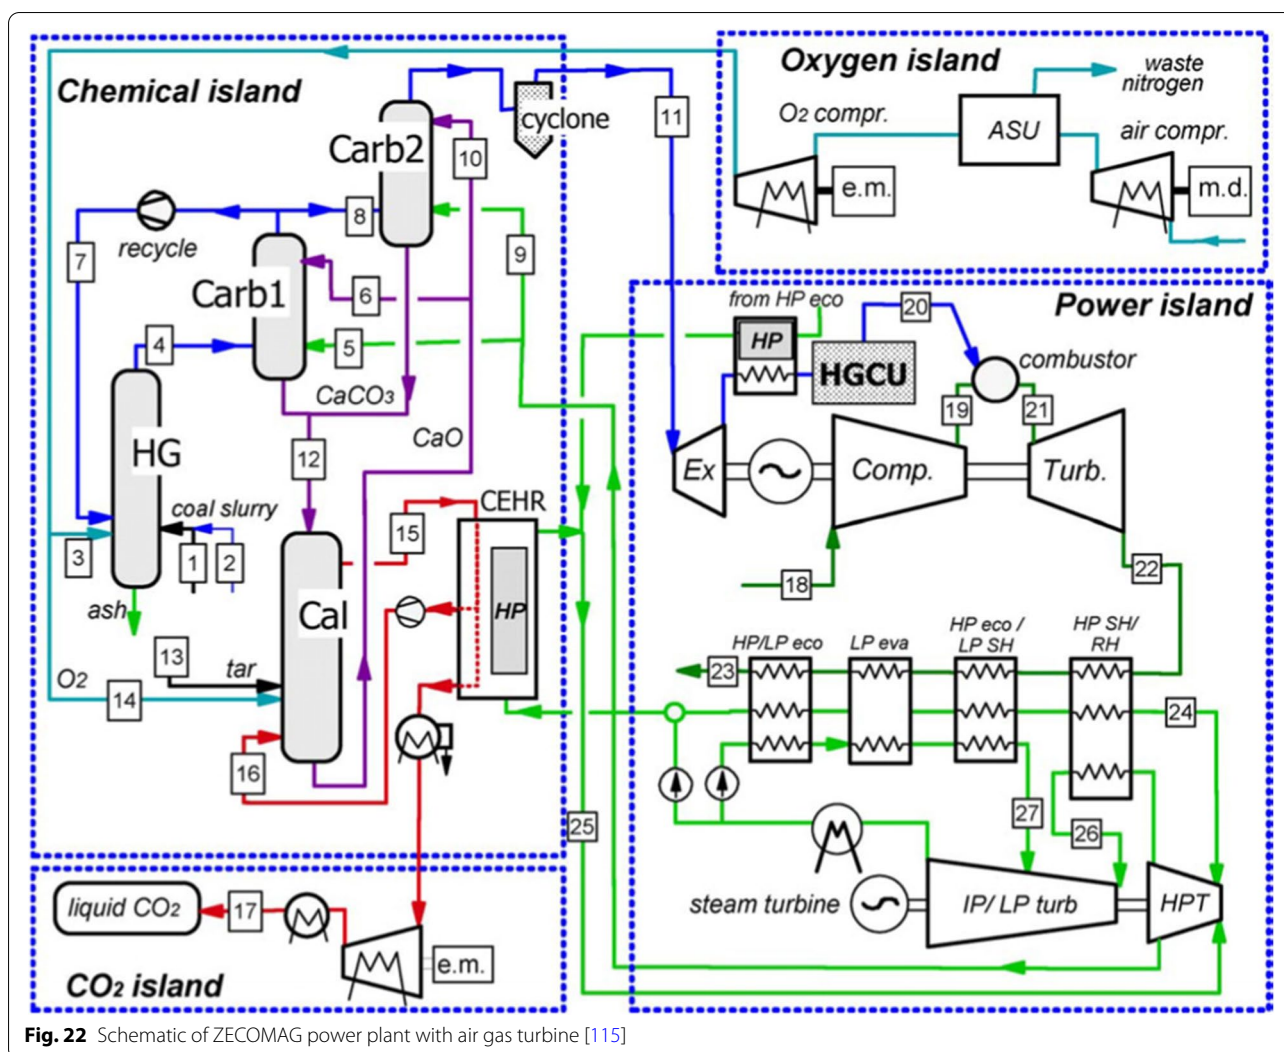 Chemical island
Oxygen island
waste
nitrogen
O2 compr.
ASU
air compr.
e.m.
m.d.
cyclone
11
Carb2
10
8
recycle
7
9
Carb1
6
5
4
CaCO3
CaO
HG
12
coal slurry
3
1
2
ash
15
CEHR
HP
Cal
13
tar
O2
14
16
25
Power island
from HP eco
HP
HGCU
20
combustor
19
21
Ex
Comp.
Turb.
18
22
HP/LP eco
LP eva
HP eco /
LP SH
HP SH/
RH
23
24
27
26
steam turbine
IP/ LP turb
HPT
liquid CO2
17
e.m.
CO2 island
Fig. 22 Schematic of ZECOMAG power plant with air gas turbine [115]